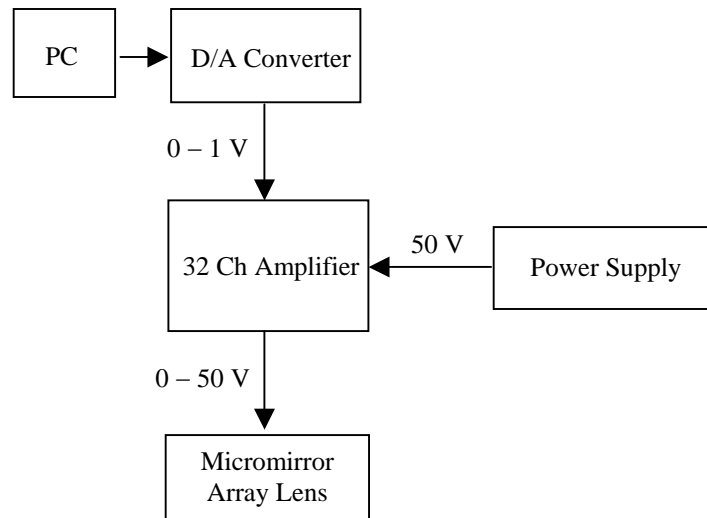 PC
D/A Converter
0 – 1 V
32 Ch Amplifier
50 V
Power Supply
0 – 50 V
Micromirror
Array Lens